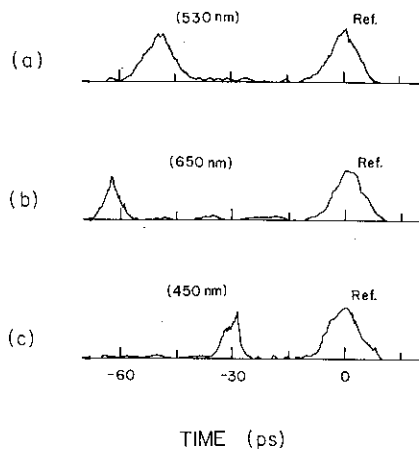 (530 nm)
Ref.
(a)
(650 nm)
Ref.
(b)
(450 nm)
Ref.
(c)
-60
-30
0
TIME (ps)